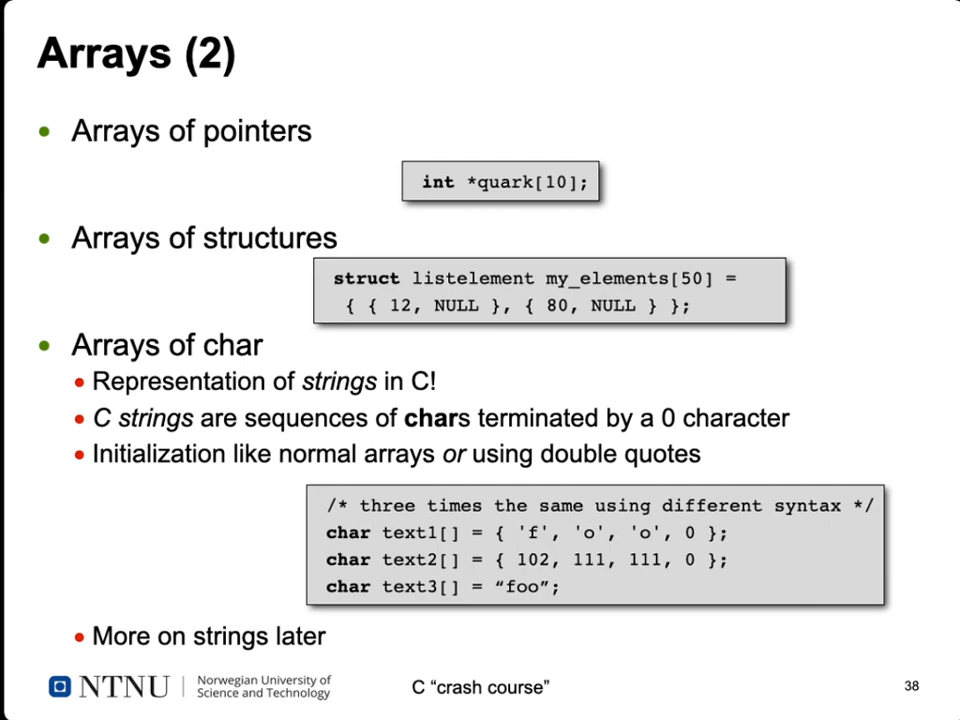 Arrays (2)
• Arrays of pointers
int *quark[10];
• Arrays of structures
struct listelement my_elements[50] =
{ { 12, NULL }, { 80, NULL } };
• Arrays of char
• Representation of strings in C!
• C strings are sequences of chars terminated by a 0 character
• Initialization like normal arrays or using double quotes
/* three times the same using different syntax */
char text1[] = { 'f', 'o', 'o', 0 };
char text2[] = { 102, 111, 111, 0 };
char text3[] = “foo”;
• More on strings later
NTNU
Norwegian University of
Science and Technology
C “crash course”
38